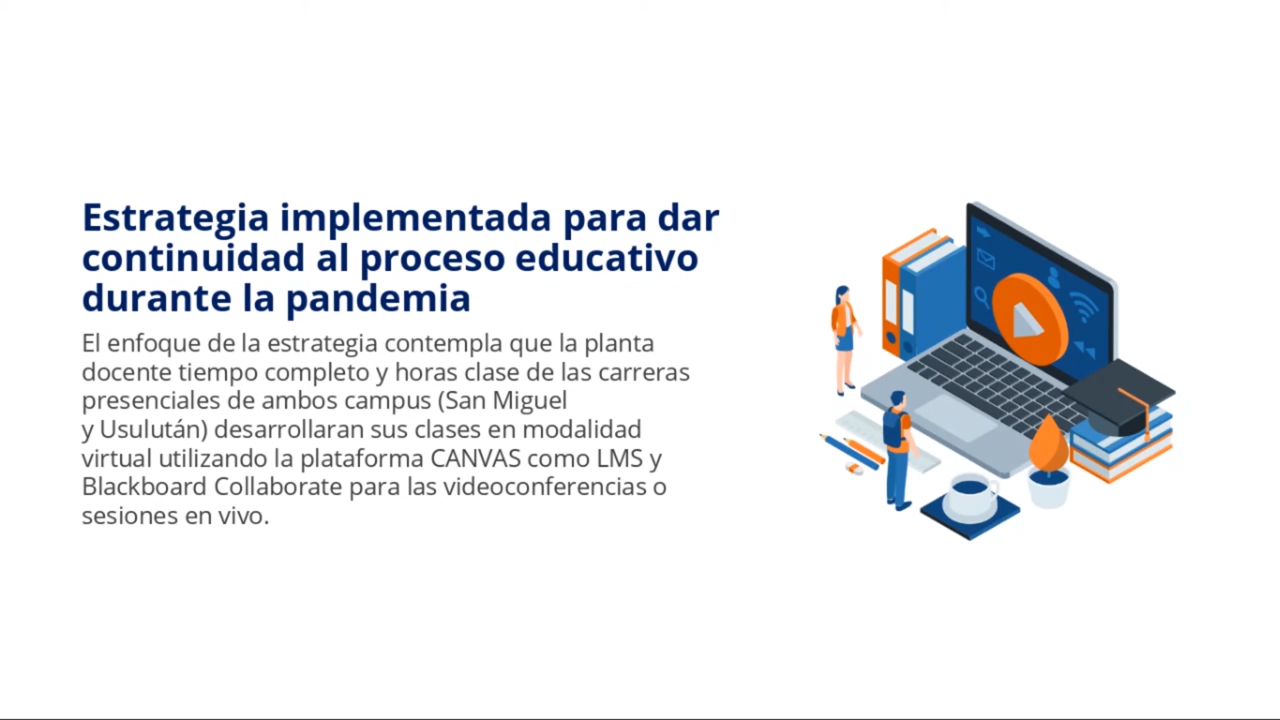 Estrategia implementada para dar
continuidad al proceso educativo
durante la pandemia
El enfoque de la estrategia contempla que la planta
docente tiempo completo y horas clase de las carreras
presenciales de ambos campus (San Miguel
y Usulután) desarrollaran sus clases en modalidad
virtual utilizando la plataforma CANVAS como LMS y
Blackboard Collaborate para las videoconferencias o
sesiones en vivo.